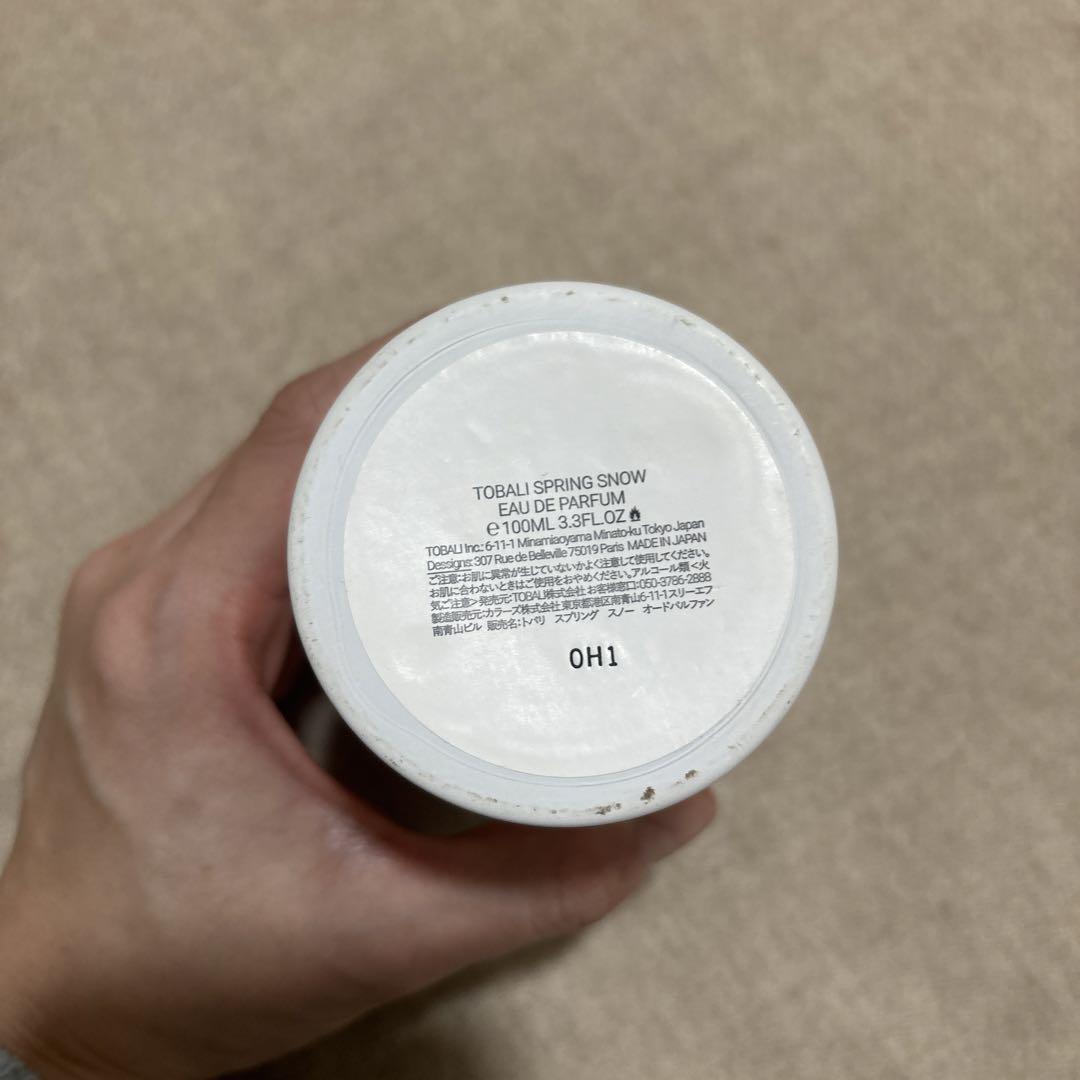 TOBALI SPRING SNOW
EAU DE PARFUM
℮100ML 3.3FL.OZ
TOBALI Inc.: 6-11-1 Minamiaoyama Minato-ku Tokyo Japan
Dessigns: 307 Rue de Belleville 75019 Paris MADE IN JAPAN
ご注意:お肌に異常が生じていないかよく注意して使用してください。
お肌に合わないときはご使用をおやめください。アルコール類<火
気ご注意> 発売元:TOBALI株式会社 お客様窓口:050-3786-2888
製造販売元:カラーズ株式会社 東京都港区南青山6-11-1スリーエフ
南青山ビル 販売名:トバリ スプリング スノー オードパルファン
0H1